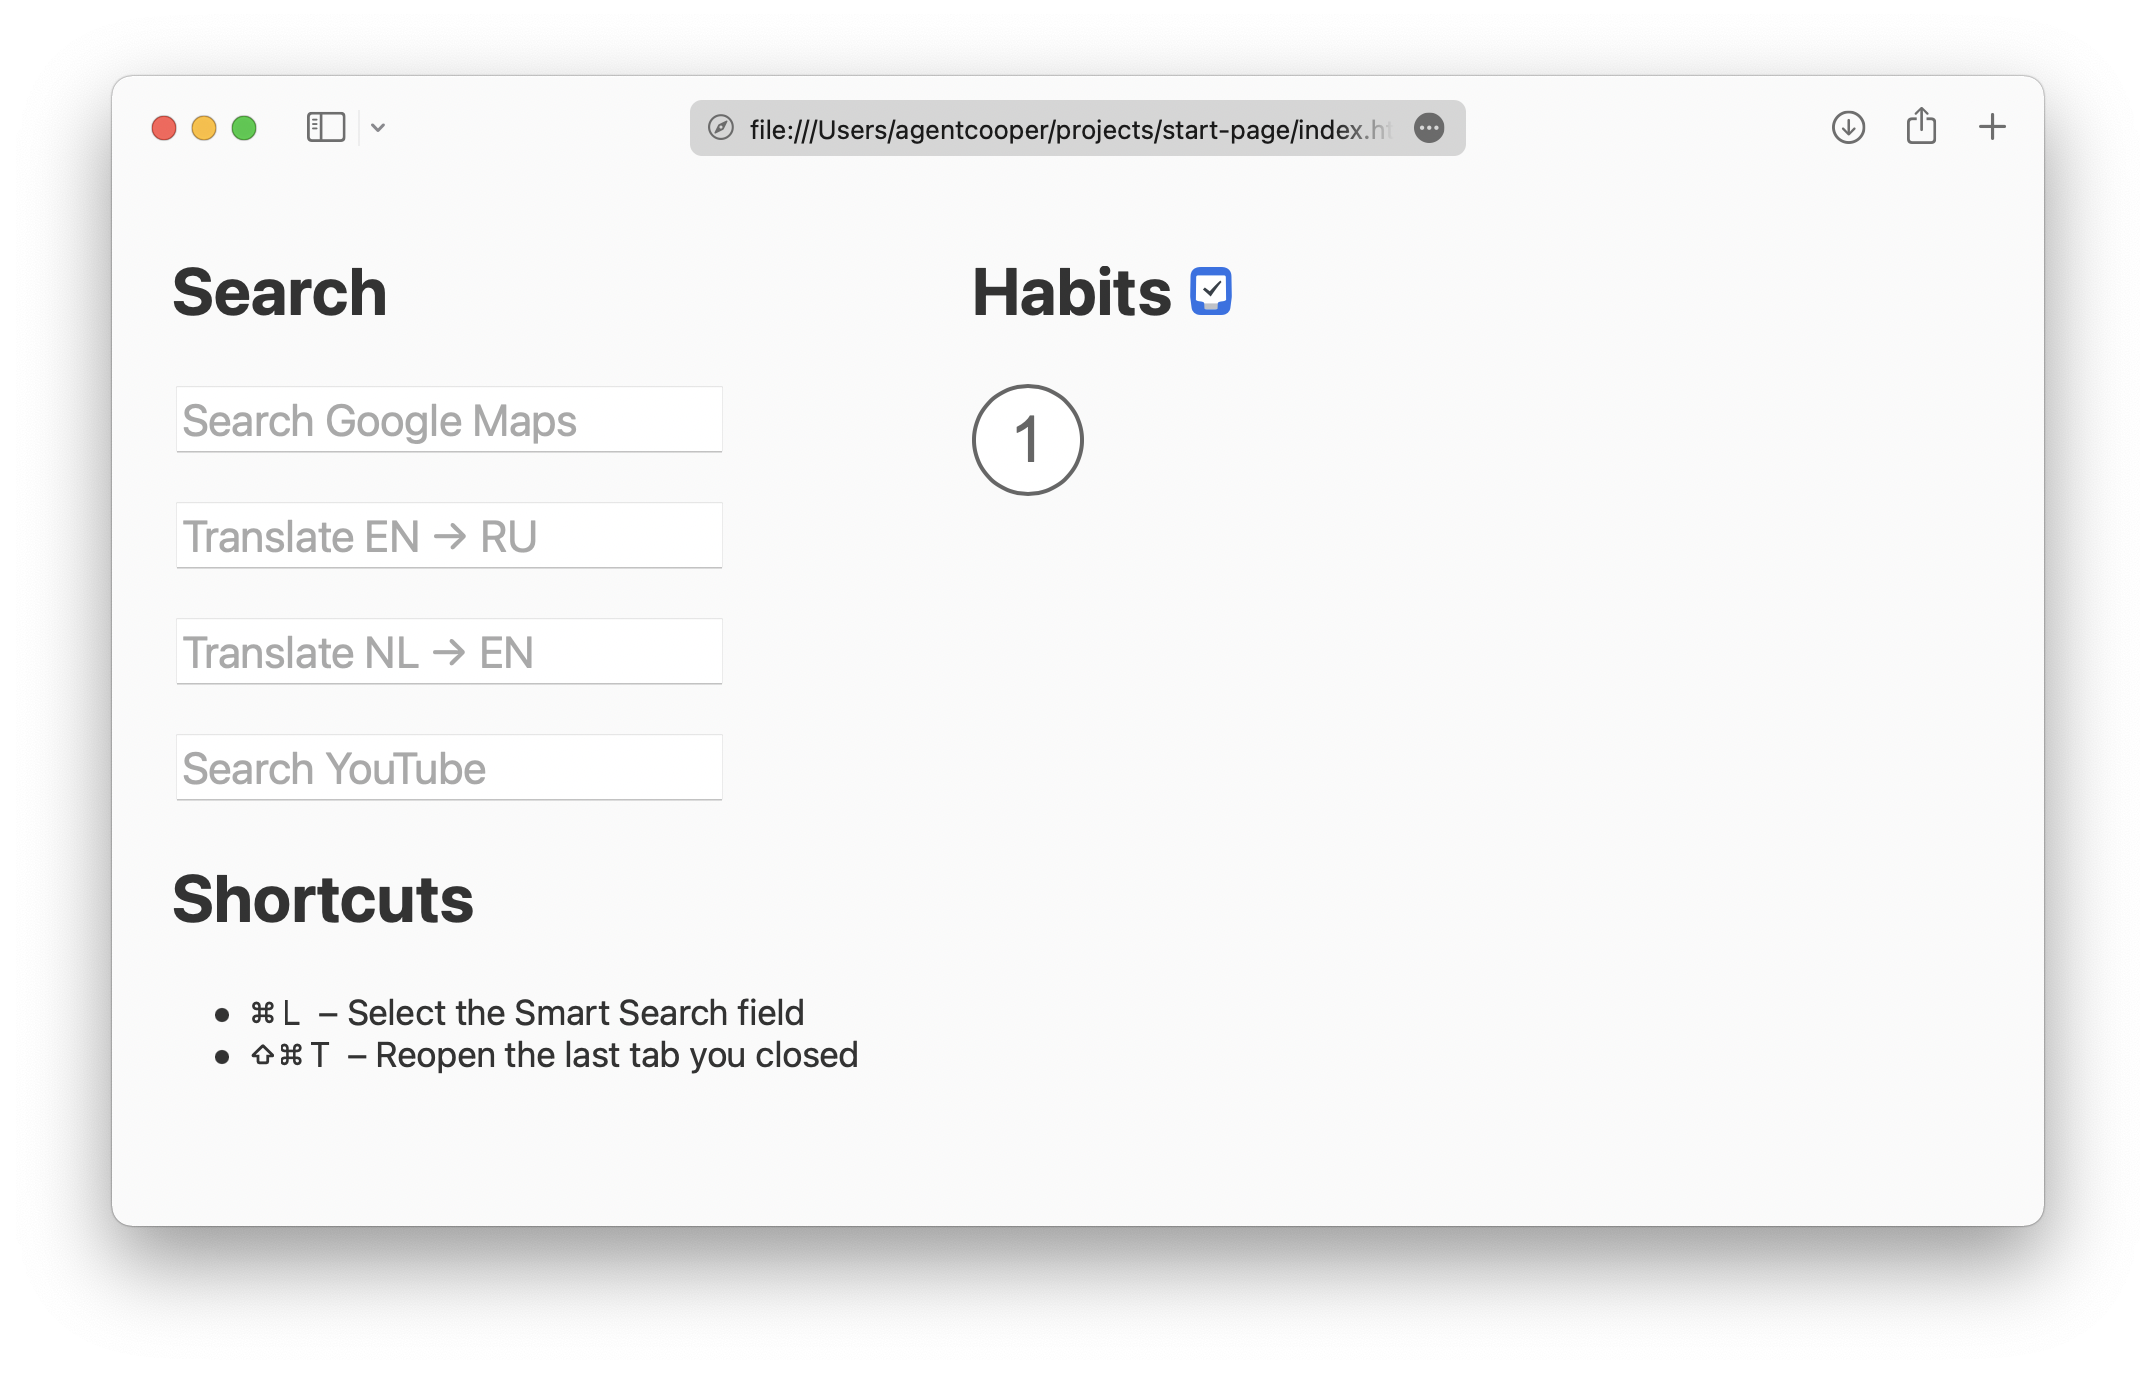 file:///Users/agentcooper/projects/start-page/index.ht
Search
Search Google Maps
Translate EN → RU
Translate NL → EN
Search YouTube
Shortcuts
• ⌘ L – Select the Smart Search field
• ⇧⌘ T – Reopen the last tab you closed
Habits
1